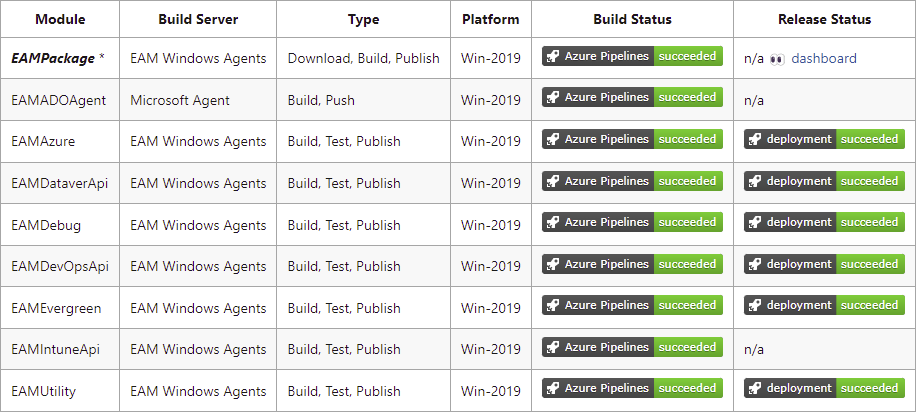 Module Build Server Type Platform Build Status Release Status
EAMPackage * EAM Windows Agents Download, Build, Publish Win-2019 Azure Pipelines succeeded n/a 👀 dashboard
EAMADOAgent Microsoft Agent Build, Push Win-2019 Azure Pipelines succeeded n/a
EAMAzure EAM Windows Agents Build, Test, Publish Win-2019 Azure Pipelines succeeded deployment succeeded
EAMDataverApi EAM Windows Agents Build, Test, Publish Win-2019 Azure Pipelines succeeded deployment succeeded
EAMDebug EAM Windows Agents Build, Test, Publish Win-2019 Azure Pipelines succeeded deployment succeeded
EAMDevOpsApi EAM Windows Agents Build, Test, Publish Win-2019 Azure Pipelines succeeded deployment succeeded
EAMEvergreen EAM Windows Agents Build, Test, Publish Win-2019 Azure Pipelines succeeded deployment succeeded
EAMIntuneApi EAM Windows Agents Build, Test, Publish Win-2019 Azure Pipelines succeeded n/a
EAMUtility EAM Windows Agents Build, Test, Publish Win-2019 Azure Pipelines succeeded deployment succeeded